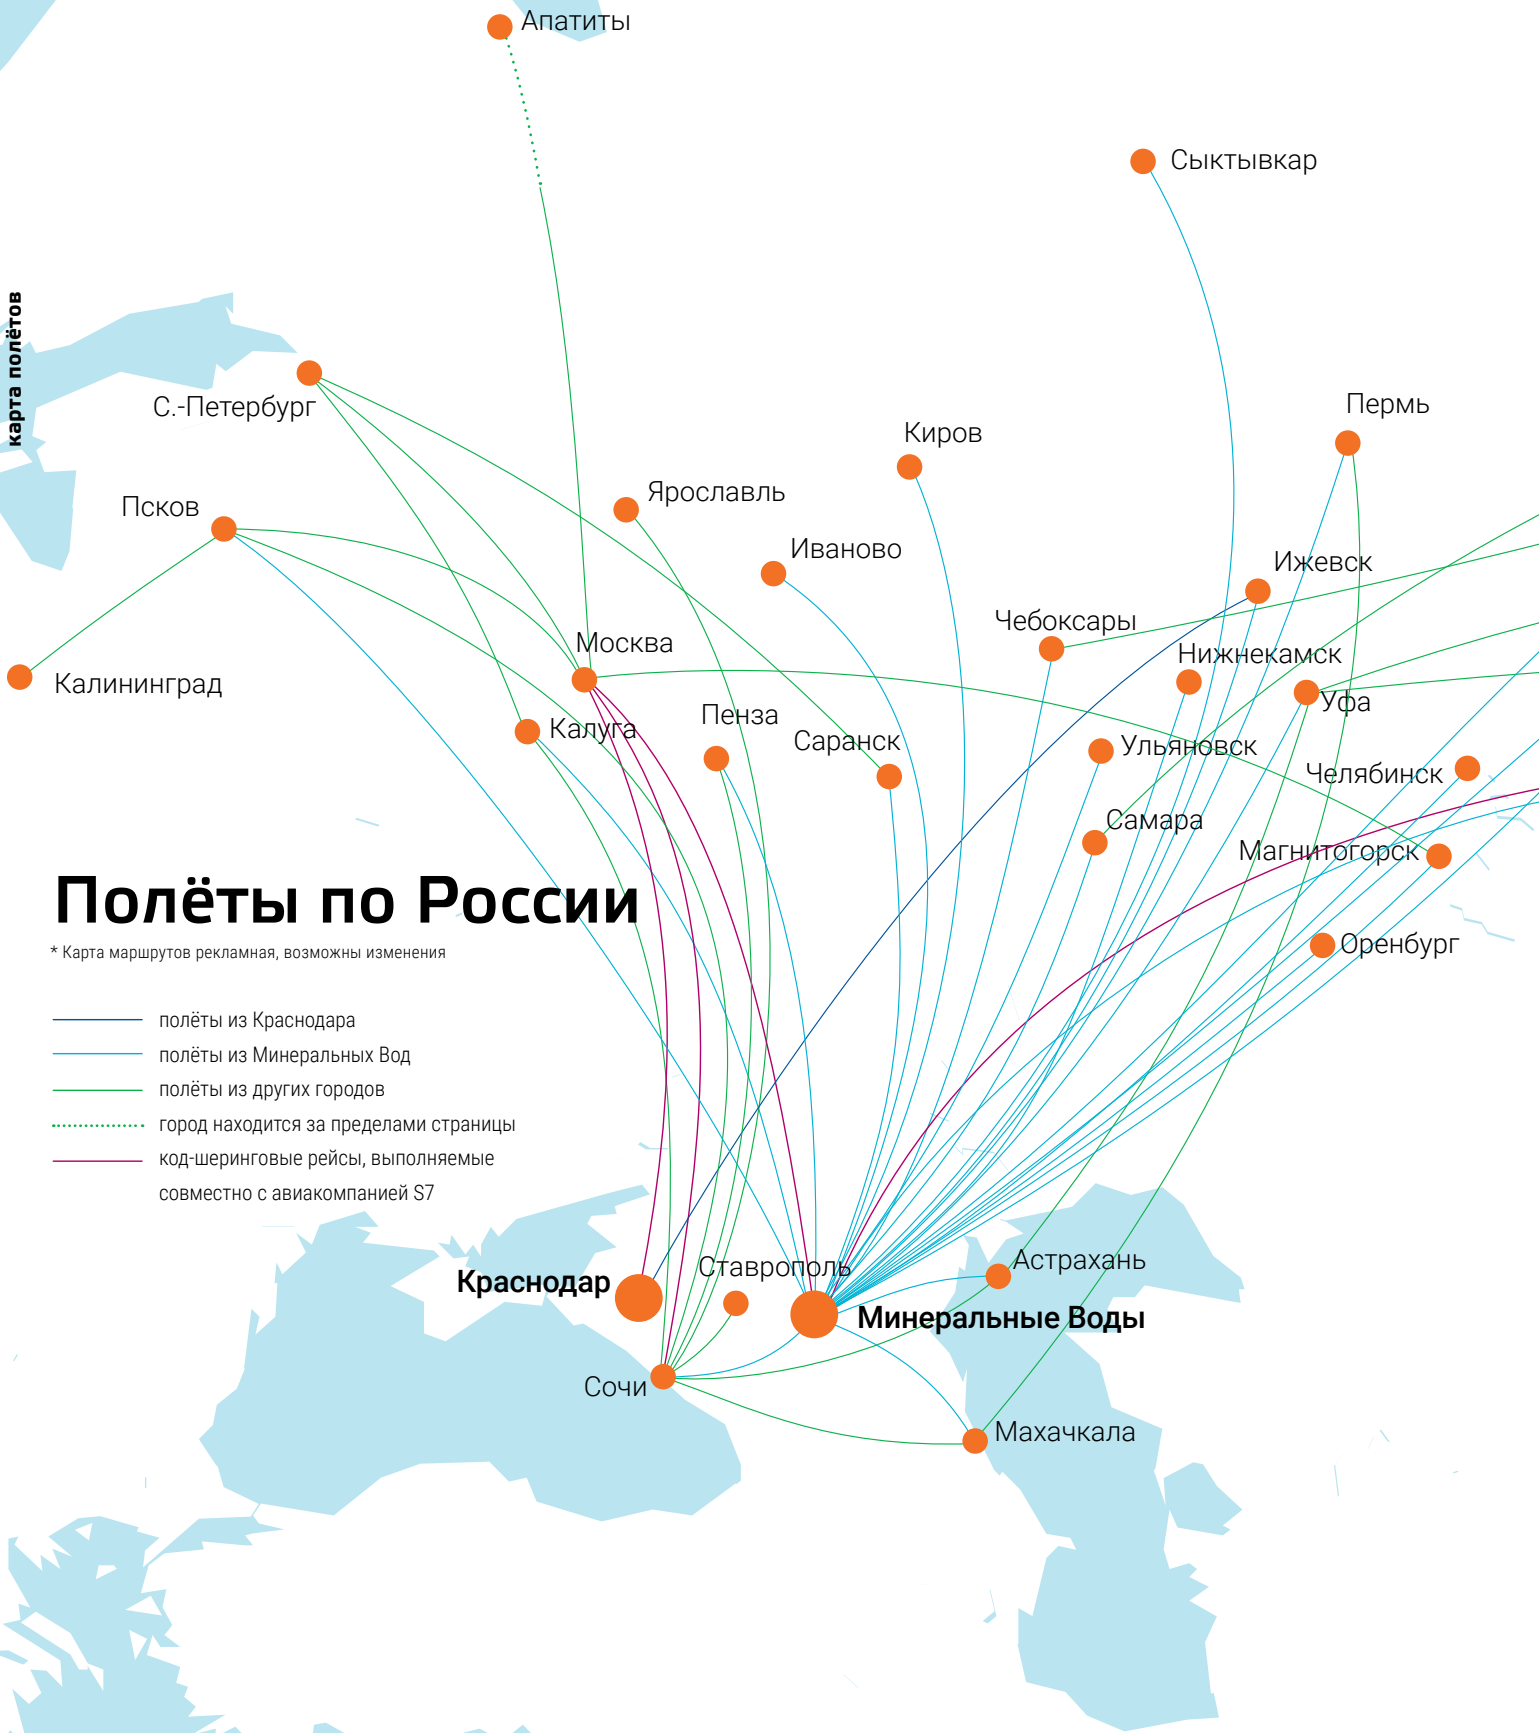 Апатиты
Сыктывкар
карта полётов
С.-Петербург
Пермь
Киров
Ярославль
Псков
Иваново
Ижевск
Чебоксары
Москва
Нижнекамск
Калининград
Уфа
Пенза
Калуга
Саранск
Ульяновск
Челябинск
Самара
Магнитогорск
Полёты по России
* Карта маршрутов рекламная, возможны изменения
Оренбург
полёты из Краснодара
полёты из Минеральных Вод
полёты из других городов
город находится за пределами страницы
код-шеринговые рейсы, выполняемые
совместно с авиакомпанией S7
Астрахань
Ставрополь
Краснодар
Минеральные Воды
Сочи
Махачкала